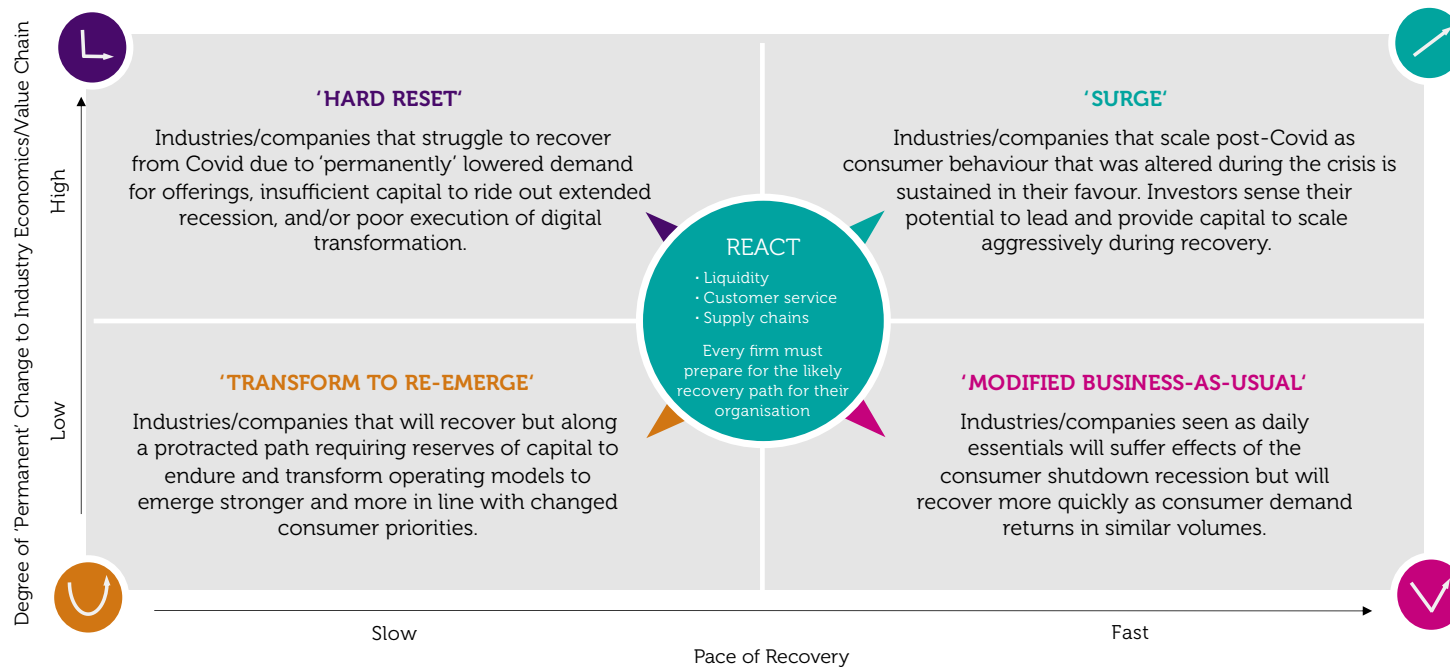 Degree of 'Permanent' Change to Industry Economics/Value Chain
High
Low
'HARD RESET'
Industries/companies that struggle to recover
from Covid due to 'permanently' lowered demand
for offerings, insufficient capital to ride out extended
recession, and/or poor execution of digital
transformation.
'SURGE'
Industries/companies that scale post-Covid as
consumer behaviour that was altered during the crisis is
sustained in their favour. Investors sense their
potential to lead and provide capital to scale
aggressively during recovery.
REACT
· Liquidity
· Customer service
· Supply chains
Every firm must
prepare for the likely
recovery path for their
organisation
'TRANSFORM TO RE-EMERGE'
Industries/companies that will recover but along
a protracted path requiring reserves of capital to
endure and transform operating models to
emerge stronger and more in line with changed
consumer priorities.
'MODIFIED BUSINESS-AS-USUAL'
Industries/companies seen as daily
essentials will suffer effects of the
consumer shutdown recession but will
recover more quickly as consumer demand
returns in similar volumes.
Slow
Fast
Pace of Recovery